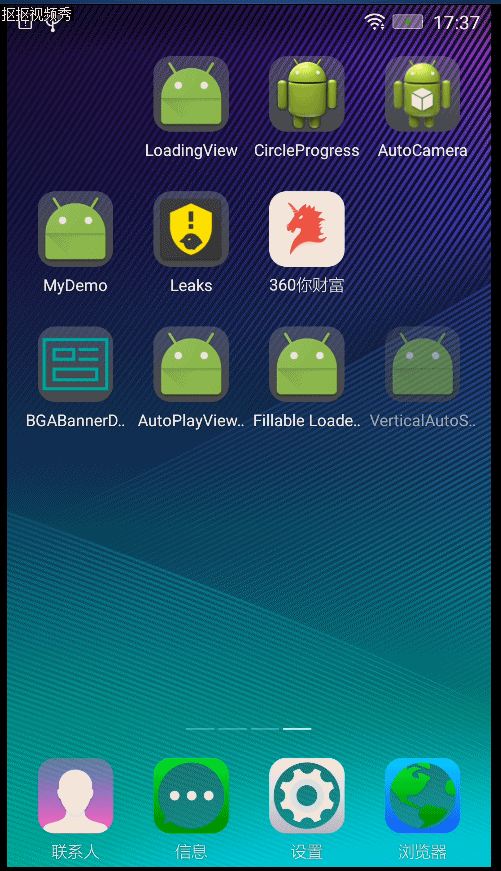 抠抠视频秀
17:37
LoadingView
CircleProgress
AutoCamera
MyDemo
Leaks
360你财富
BGABannerD..
AutoPlayView..
Fillable Loade..
VerticalAutoS..
联系人
信息
设置
浏览器